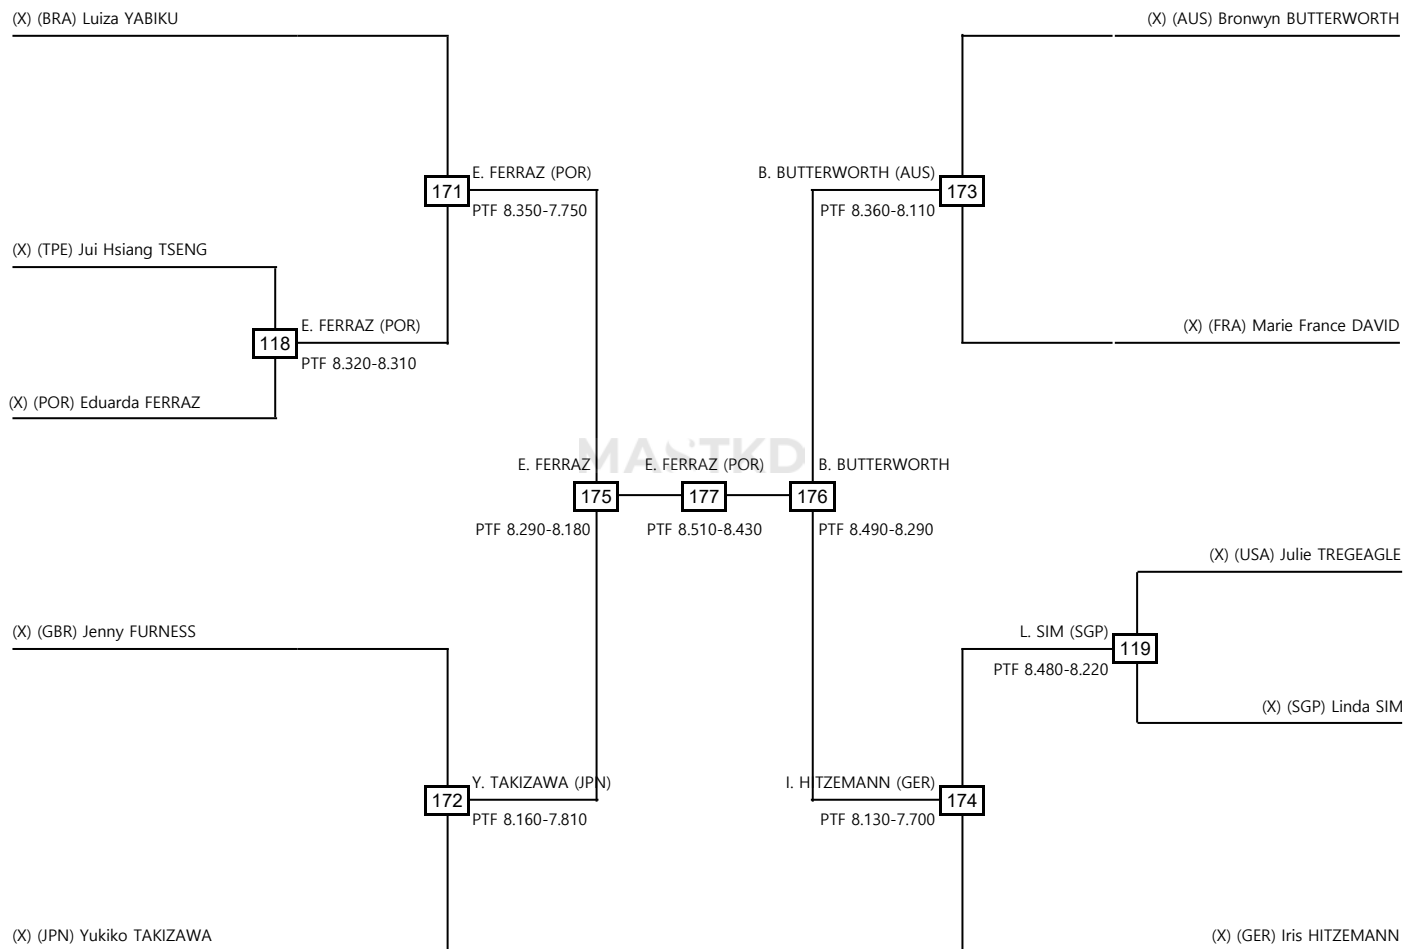 (X) (BRA) Luiza YABIKU
(X) (AUS) Bronwyn BUTTERWORTH
E. FERRAZ (POR)
171
PTF 8.350-7.750
B. BUTTERWORTH (AUS)
173
PTF 8.360-8.110
(X) (TPE) Jui Hsiang TSENG
E. FERRAZ (POR)
118
PTF 8.320-8.310
(X) (FRA) Marie France DAVID
(X) (POR) Eduarda FERRAZ
MASTKD
E. FERRAZ
175
PTF 8.290-8.180
E. FERRAZ (POR)
177
PTF 8.510-8.430
B. BUTTERWORTH
176
PTF 8.490-8.290
(X) (USA) Julie TREGEAGLE
(X) (GBR) Jenny FURNESS
L. SIM (SGP)
119
PTF 8.480-8.220
(X) (SGP) Linda SIM
Y. TAKIZAWA (JPN)
172
PTF 8.160-7.810
I. HITZEMANN (GER)
174
PTF 8.130-7.700
(X) (JPN) Yukiko TAKIZAWA
(X) (GER) Iris HITZEMANN